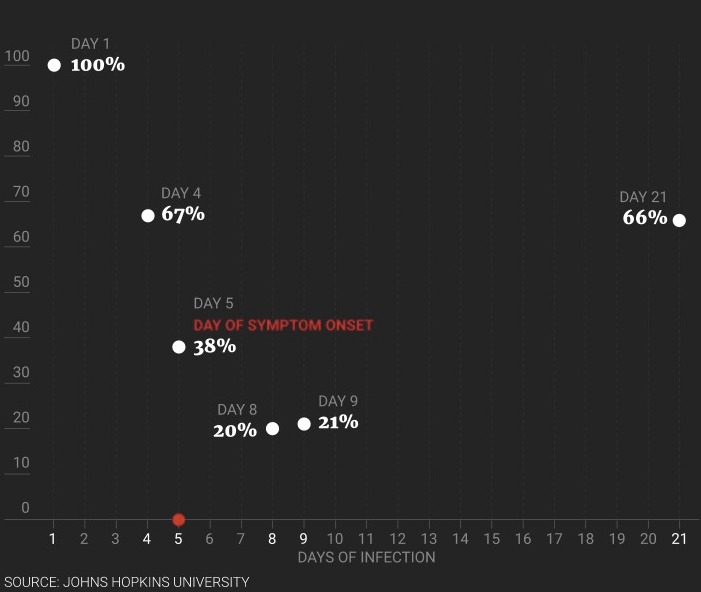 DAY 1
100%
100
90
80
70
60
50
40
30
20
10
0
DAY 4
67%
DAY 21
66%
DAY 5
DAY OF SYMPTOM ONSET
38%
DAY 8
20%
DAY 9
21%
1 2 3 4 5 6 7 8 9 10 11 12 13 14 15 16 17 18 19 20 21
DAYS OF INFECTION
SOURCE: JOHNS HOPKINS UNIVERSITY